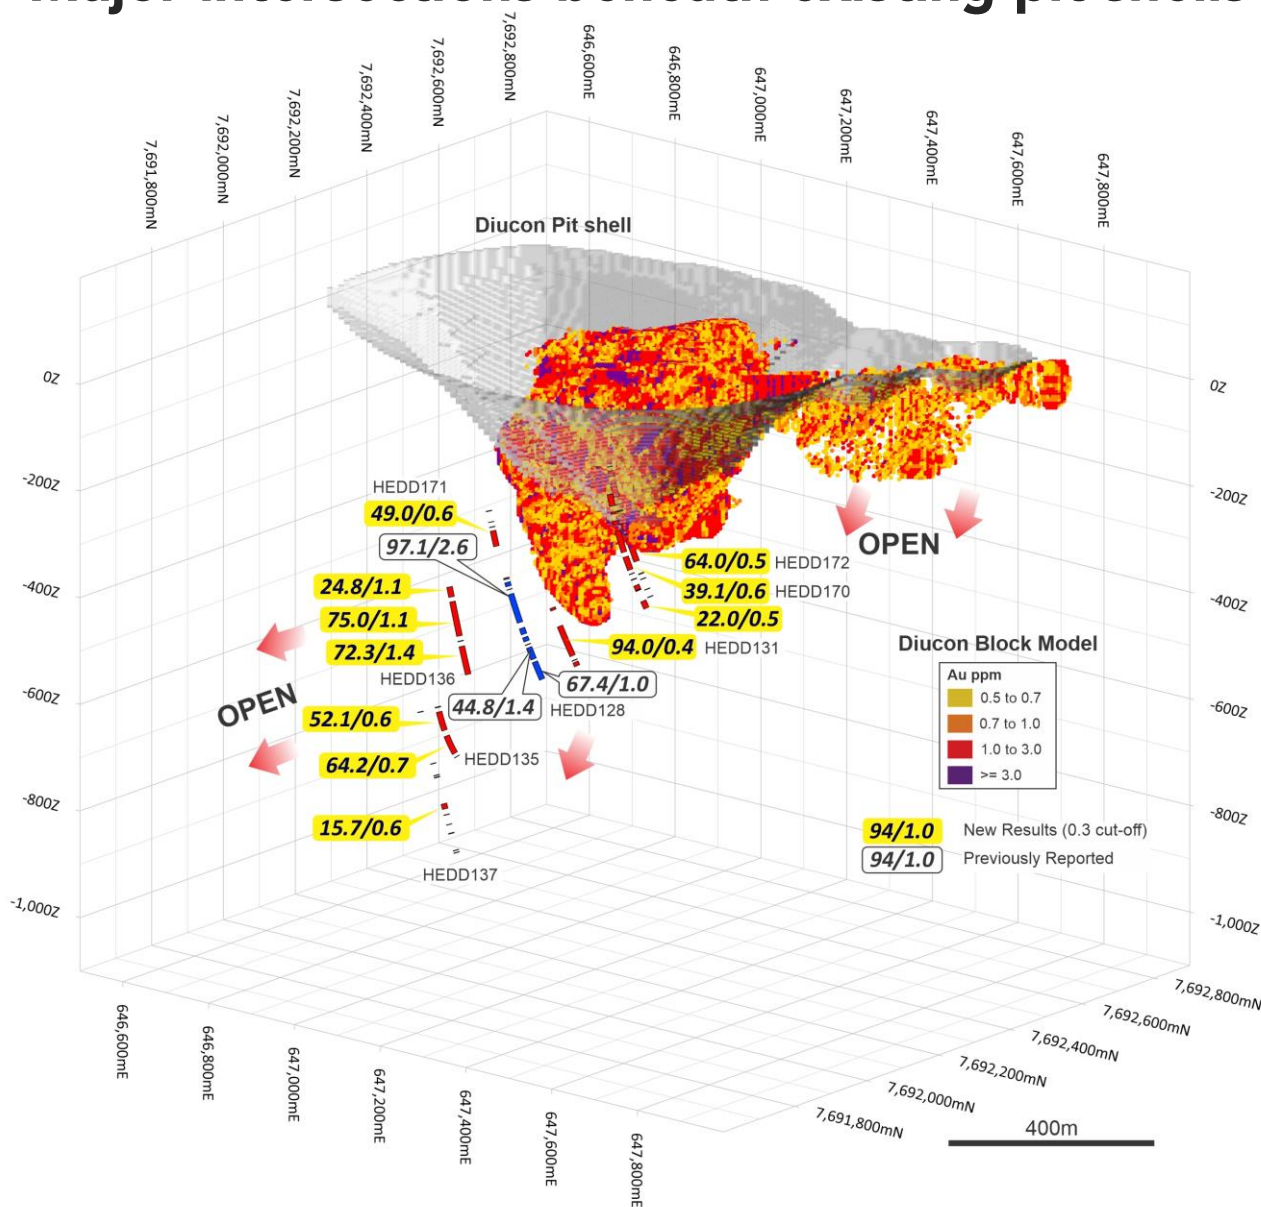 major intersections beneath existing pit shells
7,691,800mN
7,692,000mN
7,692,200mN
7,692,400mN
7,692,600mN
7,692,800mN
646,600mE
646,800mE
647,000mE
647,200mE
647,400mE
647,600mE
647,800mE
Diucon Pit shell
0Z
-200Z
-400Z
-600Z
-800Z
-1,000Z
0Z
-200Z
-400Z
-600Z
-800Z
-1,000Z
HEDD171
49.0/0.6
97.1/2.6
24.8/1.1
75.0/1.1
72.3/1.4
HEDD136
OPEN
52.1/0.6
64.2/0.7
HEDD135
15.7/0.6
HEDD137
44.8/1.4
67.4/1.0
HEDD128
64.0/0.5 HEDD172
39.1/0.6 HEDD170
22.0/0.5
94.0/0.4 HEDD131
OPEN
Diucon Block Model
Au ppm
0.5 to 0.7
0.7 to 1.0
1.0 to 3.0
>= 3.0
94/1.0 New Results (0.3 cut-off)
94/1.0 Previously Reported
646,600mE
646,800mE
647,000mE
647,200mE
647,400mE
647,600mE
647,800mE
7,692,800mN
7,692,600mN
7,692,400mN
7,692,200mN
7,692,000mN
7,691,800mN
400m